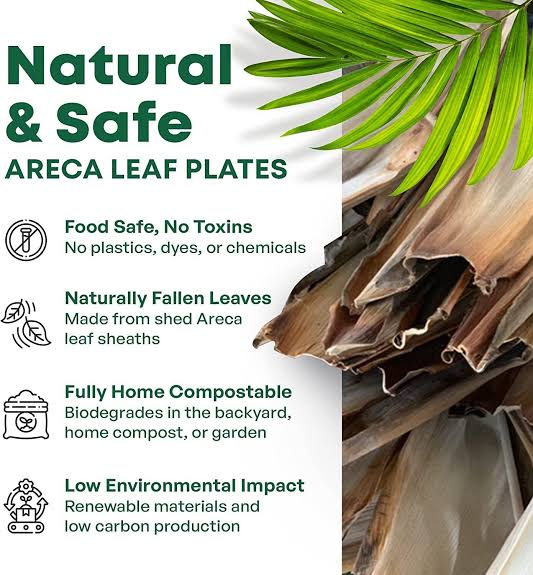 Natural
& Safe
ARECA LEAF PLATES
Food Safe, No Toxins
No plastics, dyes, or chemicals
Naturally Fallen Leaves
Made from shed Areca
leaf sheaths
Fully Home Compostable
Biodegrades in the backyard,
home compost, or garden
Low Environmental Impact
Renewable materials and
low carbon production